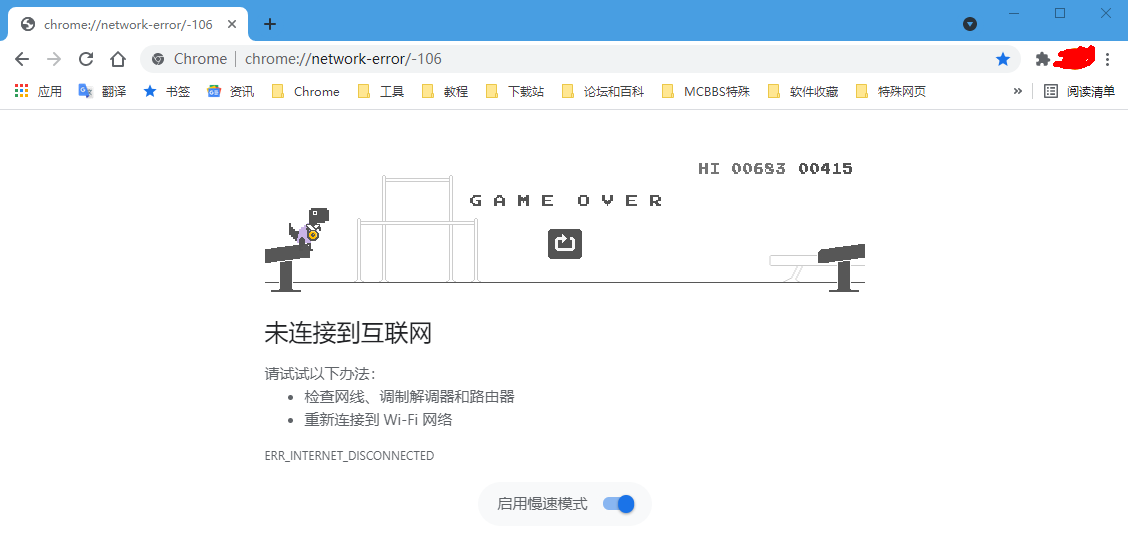 chrome://network-error/-106
Chrome | chrome://network-error/-106
应用 翻译 书签 资讯 Chrome 工具 教程 下载站 论坛和百科 MCBBS特殊 软件收藏 特殊网页 » 阅读清单
HI 00683 00415
GAME OVER
未连接到互联网
请试试以下办法：
• 检查网线、调制解调器和路由器
• 重新连接到 Wi-Fi 网络
ERR_INTERNET_DISCONNECTED
启用慢速模式